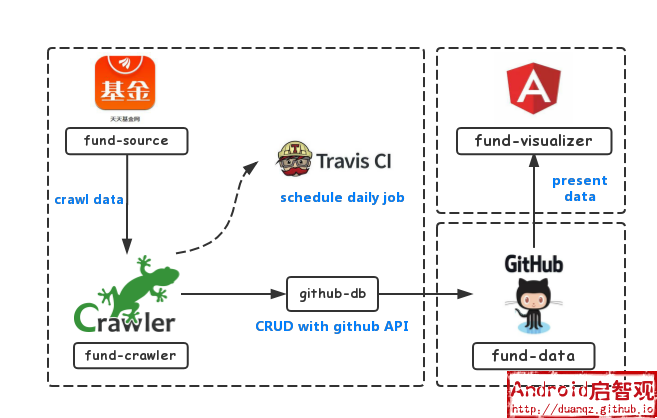 基金
天天基金网
fund-source
crawl data
Travis CI
schedule daily job
Crawler
fund-crawler
github-db
CRUD with github API
fund-visualizer
present
data
GitHub
fund-data
Android启智观
http://duanqz.github.io